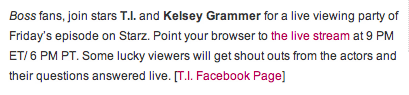 Boss fans, join stars T.I. and Kelsey Grammer for a live viewing party of
Friday's episode on Starz. Point your browser to the live stream at 9 PM
ET/ 6 PM PT. Some lucky viewers will get shout outs from the actors and
their questions answered live. [T.I. Facebook Page]